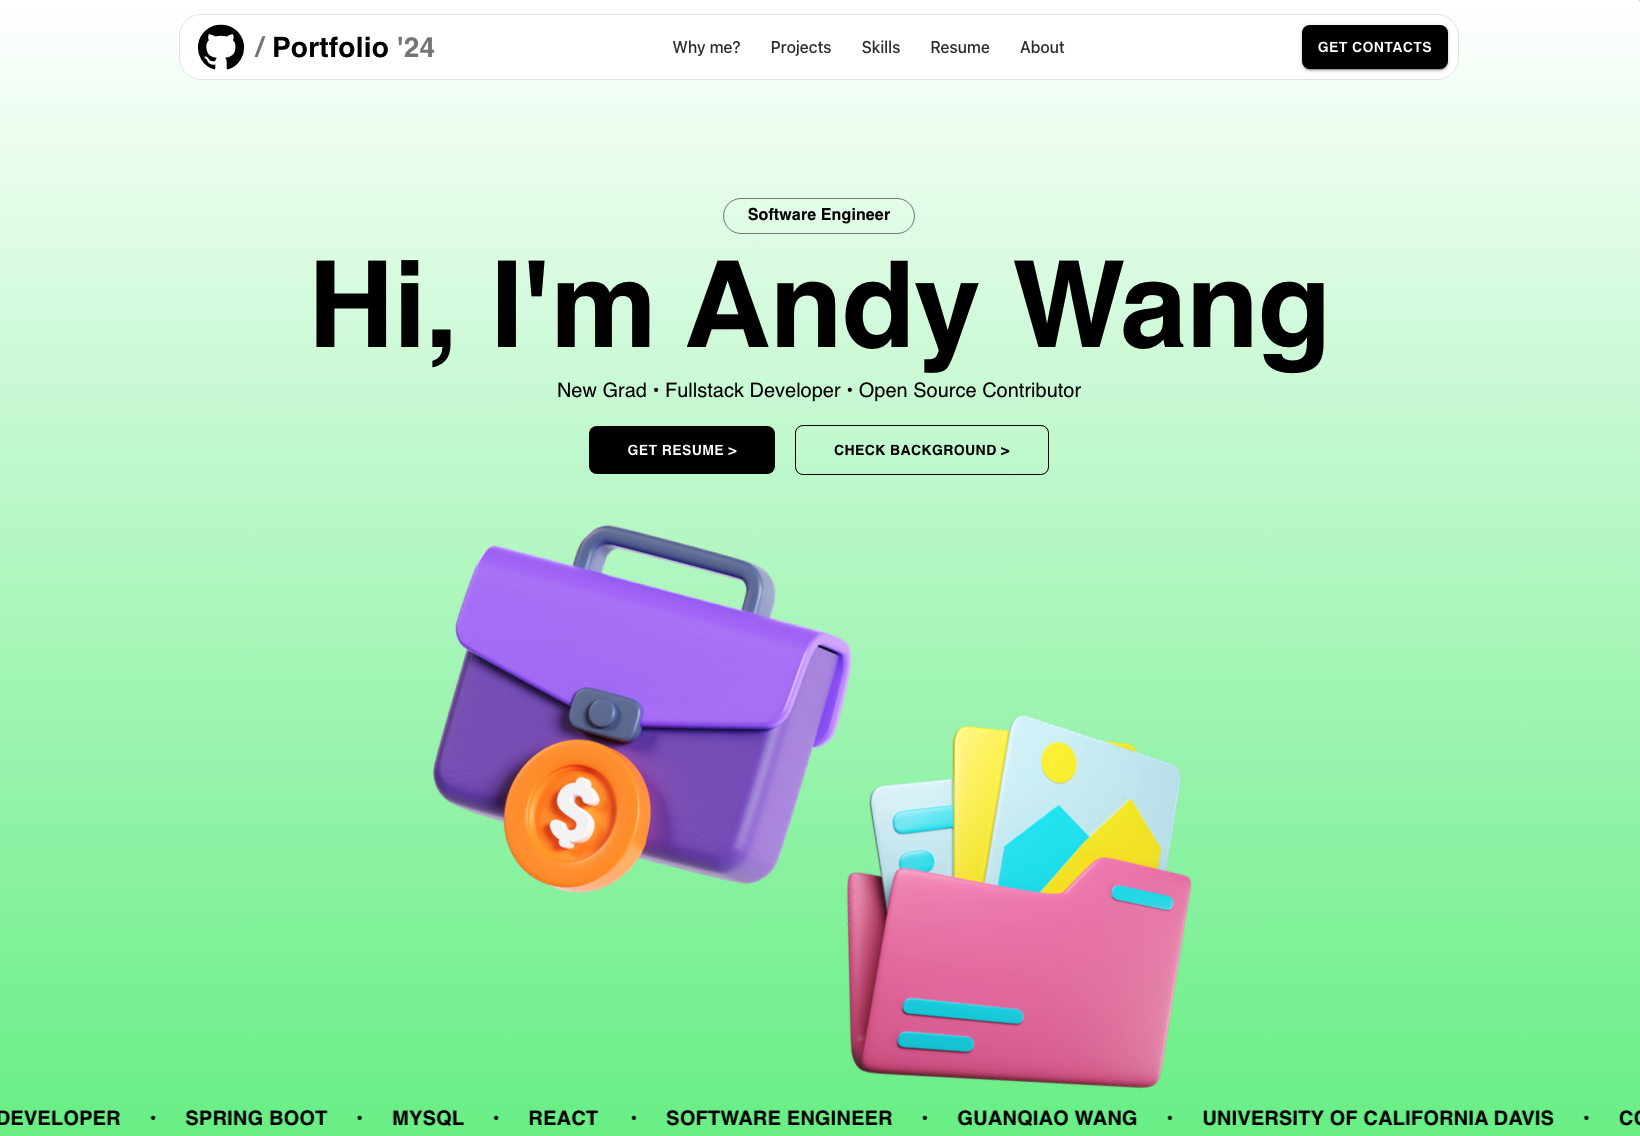 / Portfolio '24
Why me? Projects Skills Resume About
GET CONTACTS
Software Engineer
Hi, I'm Andy Wang
New Grad • Fullstack Developer • Open Source Contributor
GET RESUME >
CHECK BACKGROUND >
$
DEVELOPER • SPRING BOOT • MYSQL • REACT • SOFTWARE ENGINEER • GUANQIAO WANG • UNIVERSITY OF CALIFORNIA DAVIS •